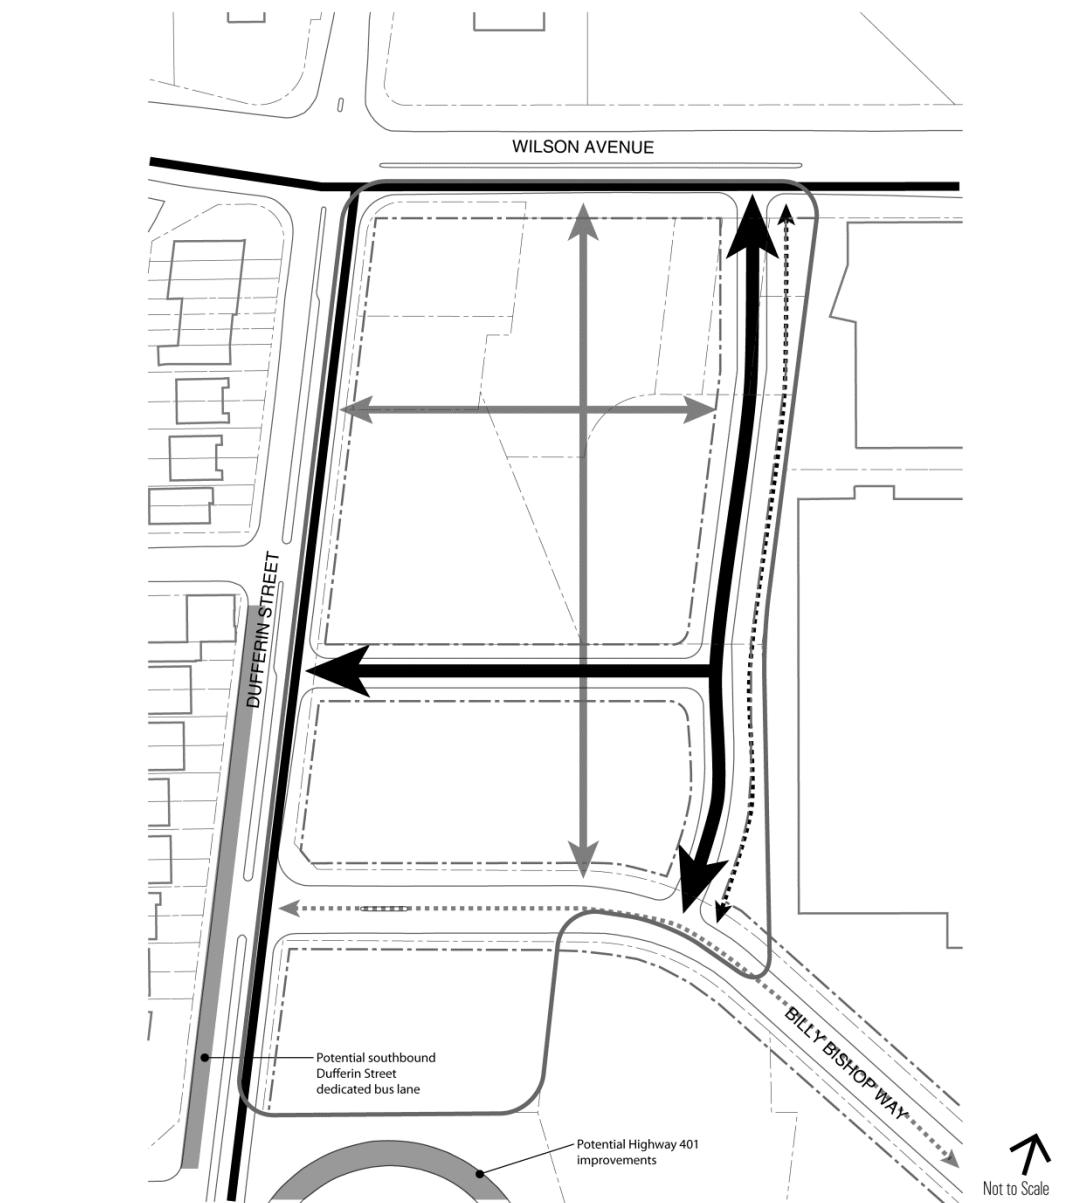 WILSON AVENUE
DUFFERIN STREET
BILLY BISHOP WAY
Potential southbound
Dufferin Street
dedicated bus lane
Potential Highway 401
improvements
Not to Scale